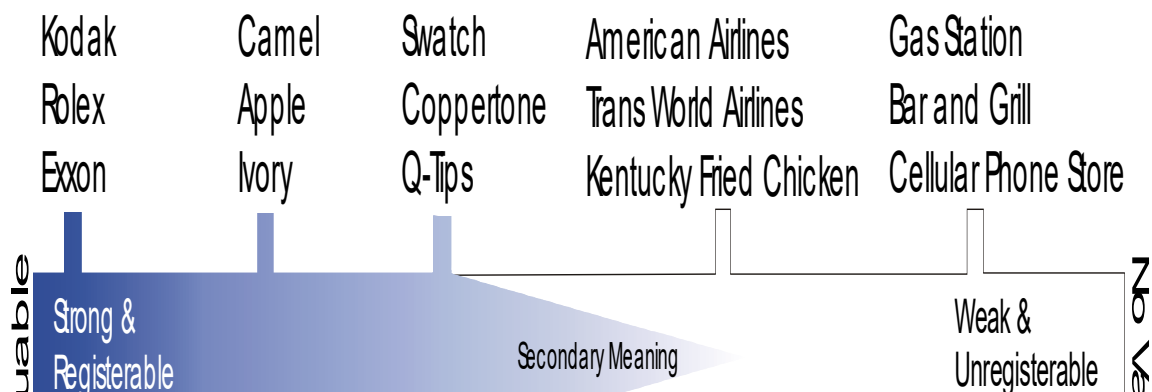 Kodak
Rolex
Exxon
Camel
Apple
Ivory
Swatch
Coppertone
Q-Tips
American Airlines
Trans World Airlines
Kentucky Fried Chicken
Gas Station
Bar and Grill
Cellular Phone Store
Strong &
Registerable
Secondary Meaning
Weak &
Unregisterable
No